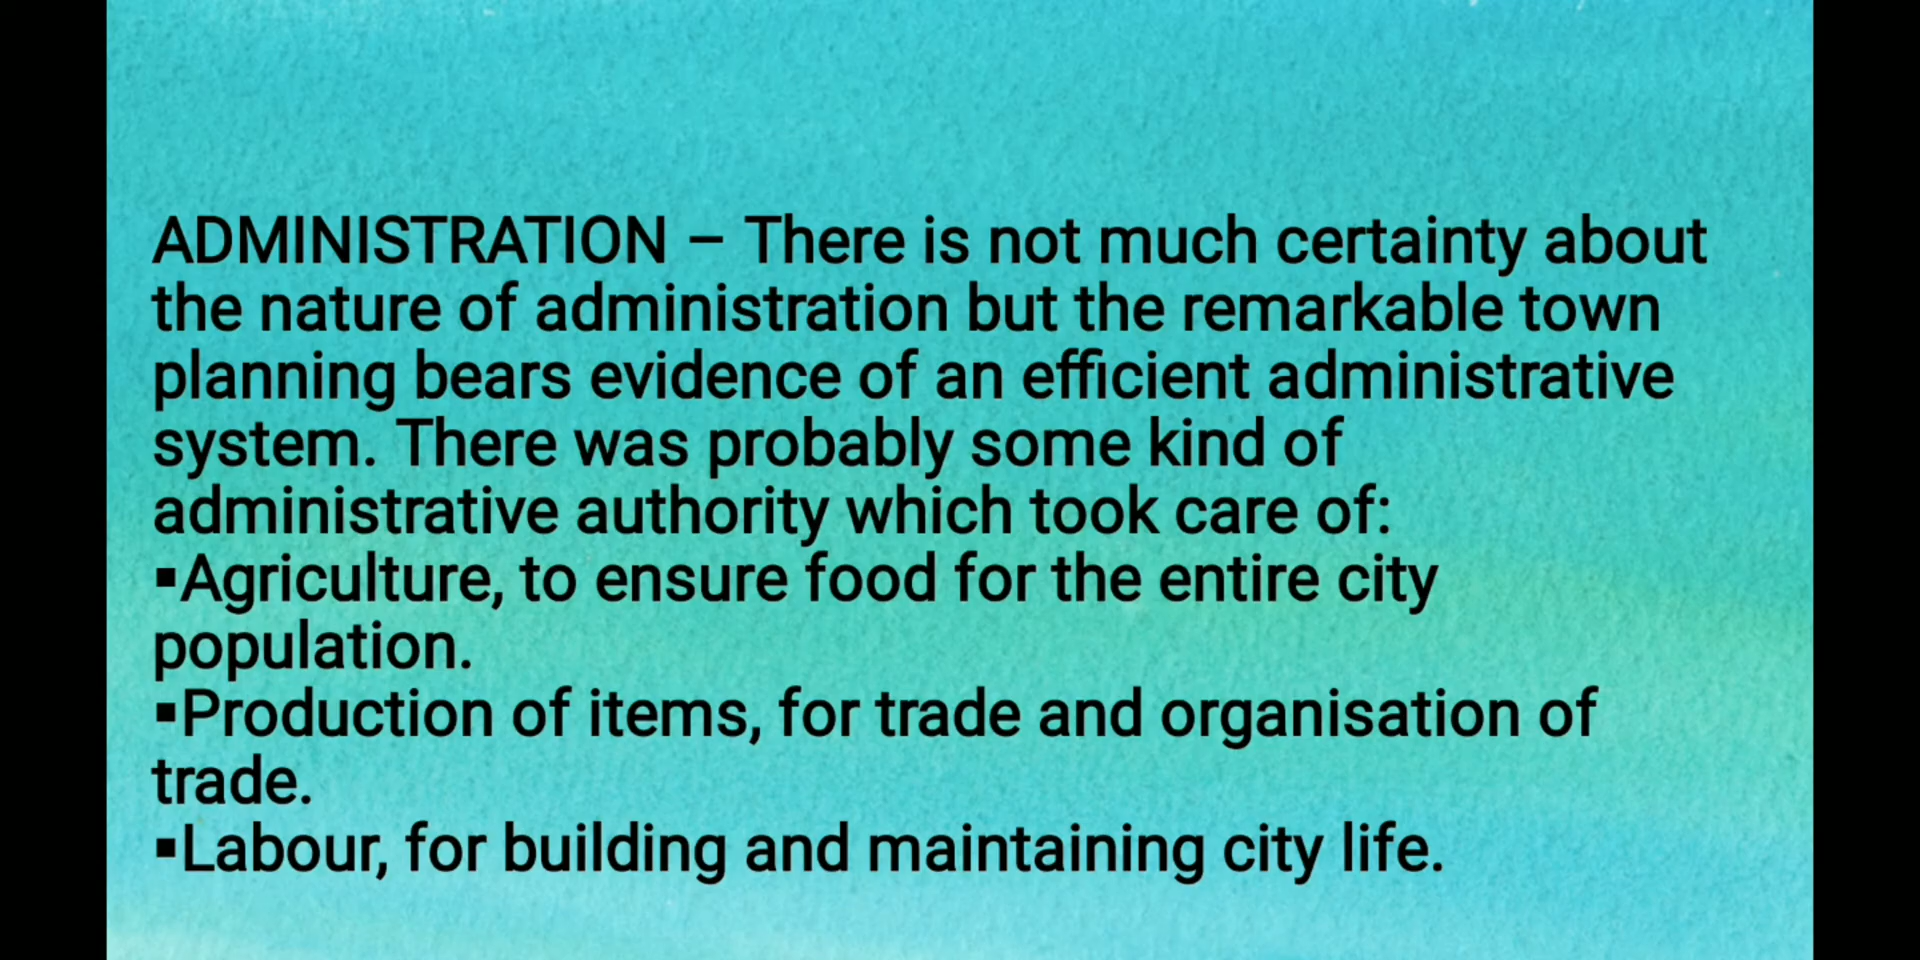 ADMINISTRATION – There is not much certainty about
the nature of administration but the remarkable town
planning bears evidence of an efficient administrative
system. There was probably some kind of
administrative authority which took care of:
▪Agriculture, to ensure food for the entire city
population.
▪Production of items, for trade and organisation of
trade.
▪Labour, for building and maintaining city life.